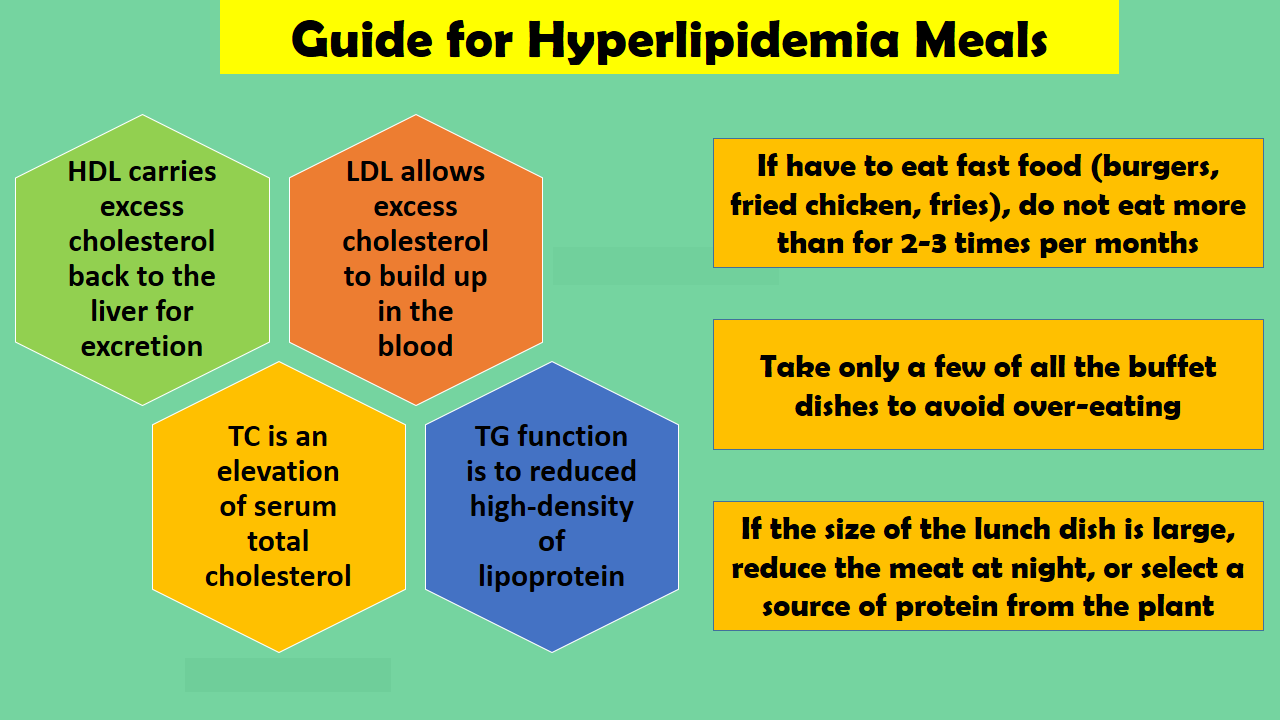 Guide for Hyperlipidemia Meals
HDL carries
excess
cholesterol
back to the
liver for
excretion
LDL allows
excess
cholesterol
to build up
in the
blood
TC is an
elevation
of serum
total
cholesterol
TG function
is to reduced
high-density
of
lipoprotein
If have to eat fast food (burgers,
fried chicken, fries), do not eat more
than for 2-3 times per months
Take only a few of all the buffet
dishes to avoid over-eating
If the size of the lunch dish is large,
reduce the meat at night, or select a
source of protein from the plant